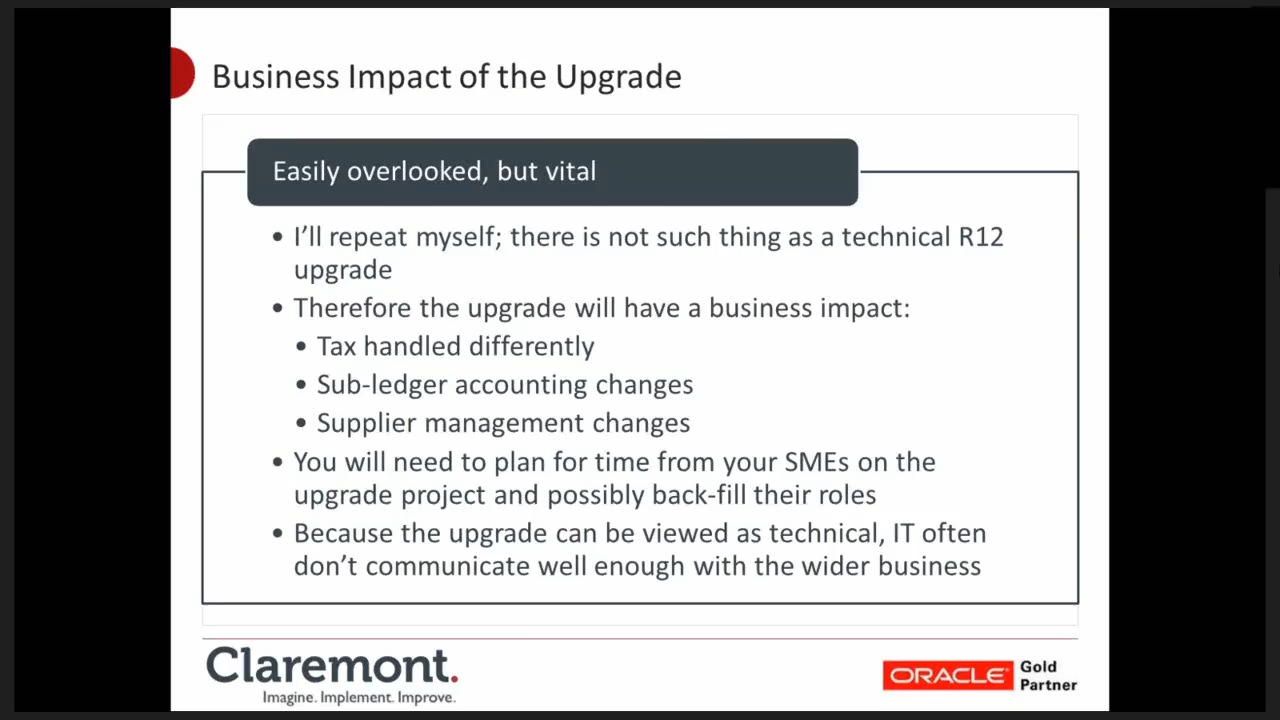 Business Impact of the Upgrade
Easily overlooked, but vital
• I’ll repeat myself; there is not such thing as a technical R12
upgrade
• Therefore the upgrade will have a business impact:
• Tax handled differently
• Sub-ledger accounting changes
• Supplier management changes
• You will need to plan for time from your SMEs on the
upgrade project and possibly back-fill their roles
• Because the upgrade can be viewed as technical, IT often
don’t communicate well enough with the wider business
Claremont.
Imagine. Implement. Improve.
ORACLE Gold
Partner